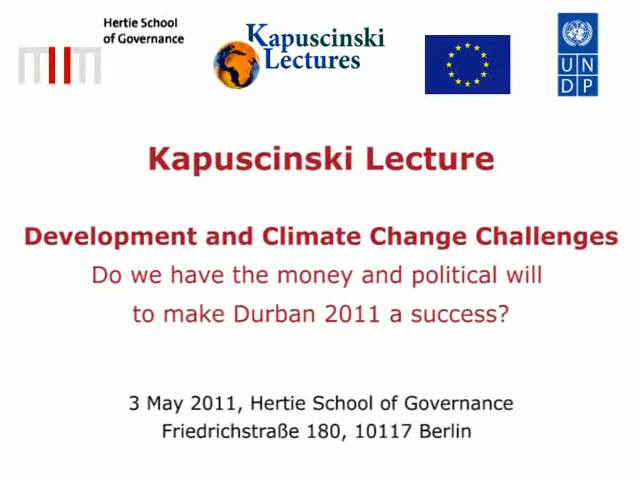 Hertie School
of Governance
Kapuscinski
Lectures
U N
D P
Kapuscinski Lecture
Development and Climate Change Challenges
Do we have the money and political will
to make Durban 2011 a success?
3 May 2011, Hertie School of Governance
Friedrichstraße 180, 10117 Berlin